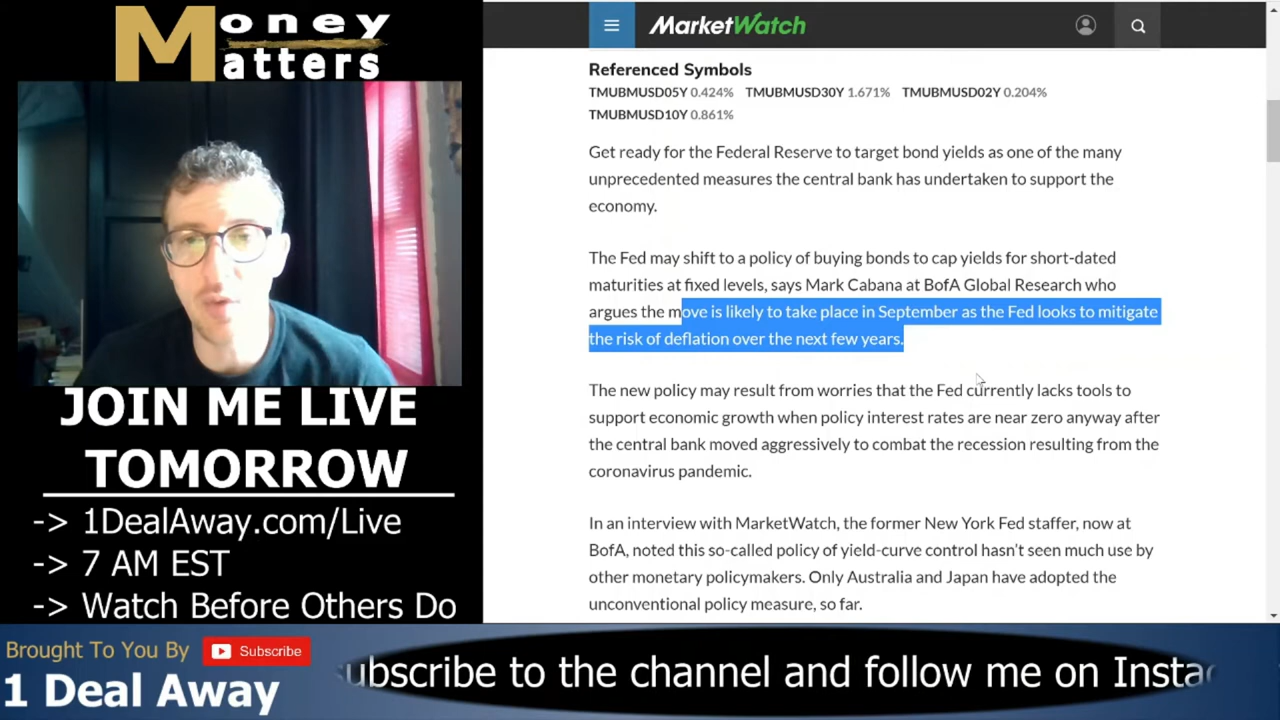 Money
Matters
JOIN ME LIVE
TOMORROW
-> 1DealAway.com/Live
-> 7 AM EST
-> Watch Before Others Do
MarketWatch
Referenced Symbols
TMUBMUSD05Y 0.424% TMUBMUSD30Y 1.671% TMUBMUSD02Y 0.204%
TMUBMUSD10Y 0.861%
Get ready for the Federal Reserve to target bond yields as one of the many
unprecedented measures the central bank has undertaken to support the
economy.
The Fed may shift to a policy of buying bonds to cap yields for short-dated
maturities at fixed levels, says Mark Cabana at BofA Global Research who
argues the move is likely to take place in September as the Fed looks to mitigate
the risk of deflation over the next few years.
The new policy may result from worries that the Fed currently lacks tools to
support economic growth when policy interest rates are near zero anyway after
the central bank moved aggressively to combat the recession resulting from the
coronavirus pandemic.
In an interview with MarketWatch, the former New York Fed staffer, now at
BofA, noted this so-called policy of yield-curve control hasn't seen much use by
other monetary policymakers. Only Australia and Japan have adopted the
unconventional policy measure, so far.
Brought To You By
Subscribe
1 Deal Away
ubscribe to the channel and follow me on Insta